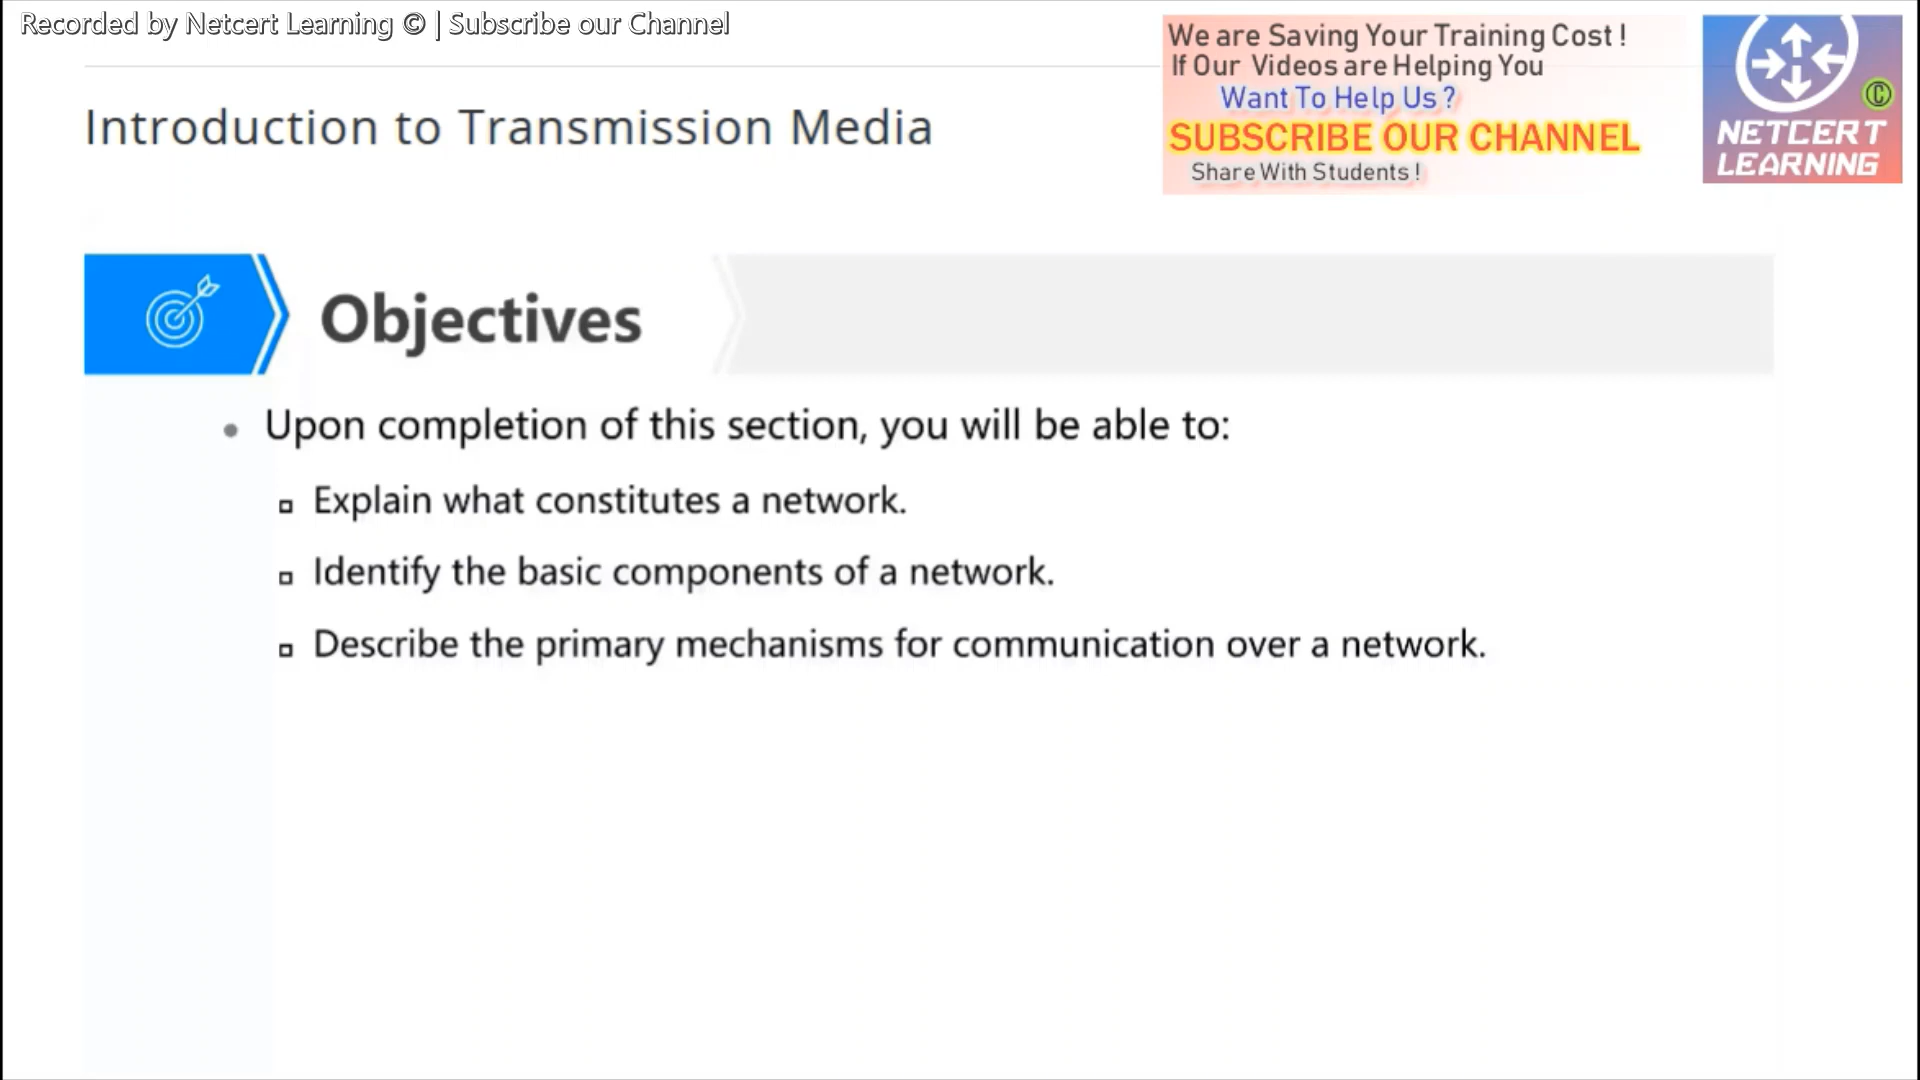 Recorded by Netcert Learning © | Subscribe our Channel
We are Saving Your Training Cost !
If Our Videos are Helping You
Want To Help Us ?
SUBSCRIBE OUR CHANNEL
Share With Students !
©
NETCERT
LEARNING
Introduction to Transmission Media
Objectives
• Upon completion of this section, you will be able to:
▫ Explain what constitutes a network.
▫ Identify the basic components of a network.
▫ Describe the primary mechanisms for communication over a network.